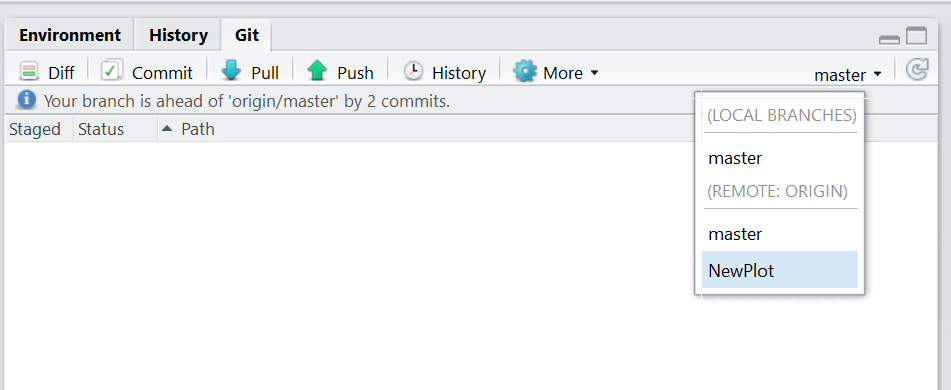 Environment History Git
Diff Commit Pull Push History More master
Your branch is ahead of 'origin/master' by 2 commits.
Staged Status Path
(LOCAL BRANCHES)
master
(REMOTE: ORIGIN)
master
NewPlot